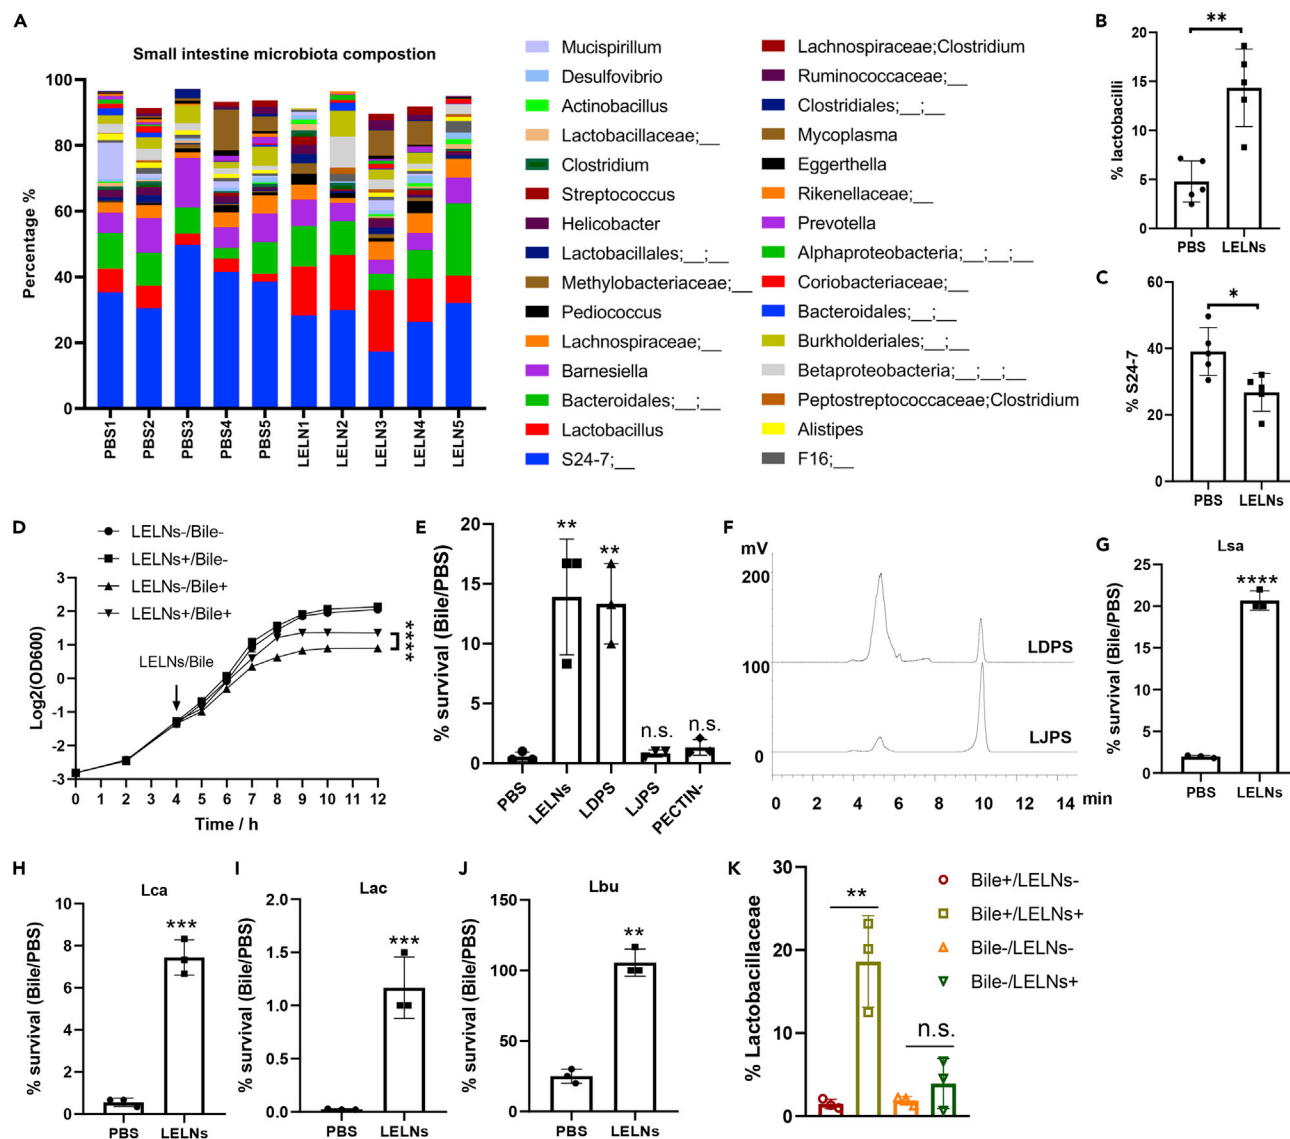 A
Small intestine microbiota compostion
Percentage %
100
80
60
40
20
0
PBS1
PBS2
PBS3
PBS4
PBS5
LELN1
LELN2
LELN3
LELN4
LELN5
Mucispirillum
Desulfovibrio
Actinobacillus
Lactobacillaceae;__
Clostridium
Streptococcus
Helicobacter
Lactobacillales;__;__
Methylobacteriaceae;__
Pediococcus
Lachnospiraceae;__
Barnesiella
Bacteroidales;__;__
Lactobacillus
S24-7;__
Lachnospiraceae;Clostridium
Ruminococcaceae;__
Clostridiales;__;__
Mycoplasma
Eggerthella
Rikenellaceae;__
Prevotella
Alphaproteobacteria;__;__;__
Coriobacteriaceae;__
Bacteroidales;__;__
Burkholderiales;__;__
Betaproteobacteria;__;__;__
Peptostreptococcaceae;Clostridium
Alistipes
F16;__
B
% lactobacilli
20
15
10
5
0
**
PBS
LELNs
C
% S24-7
60
40
20
0
*
PBS
LELNs
D
LELNs-/Bile-
LELNs+/Bile-
LELNs-/Bile+
LELNs+/Bile+
Log2(OD600)
3
2
1
0
-1
-2
-3
LELNs/Bile
****
0 1 2 3 4 5 6 7 8 9 10 11 12
Time / h
E
% survival (Bile/PBS)
20
15
10
5
0
**
**
n.s.
n.s.
PBS
LELNs
LDPS
LJPS
PECTIN-
F
mV
200
100
0
LDPS
LJPS
0 2 4 6 8 10 12 14 min
G
Lsa
% survival (Bile/PBS)
25
20
15
10
5
0
****
PBS
LELNs
H
Lca
% survival (Bile/PBS)
10
8
6
4
2
0
***
PBS
LELNs
I
Lac
% survival (Bile/PBS)
2.0
1.5
1.0
0.5
0.0
***
PBS
LELNs
J
Lbu
% survival (Bile/PBS)
150
100
50
0
**
PBS
LELNs
K
% Lactobacillaceae
30
20
10
0
**
n.s.
Bile+/LELNs-
Bile+/LELNs+
Bile-/LELNs-
Bile-/LELNs+